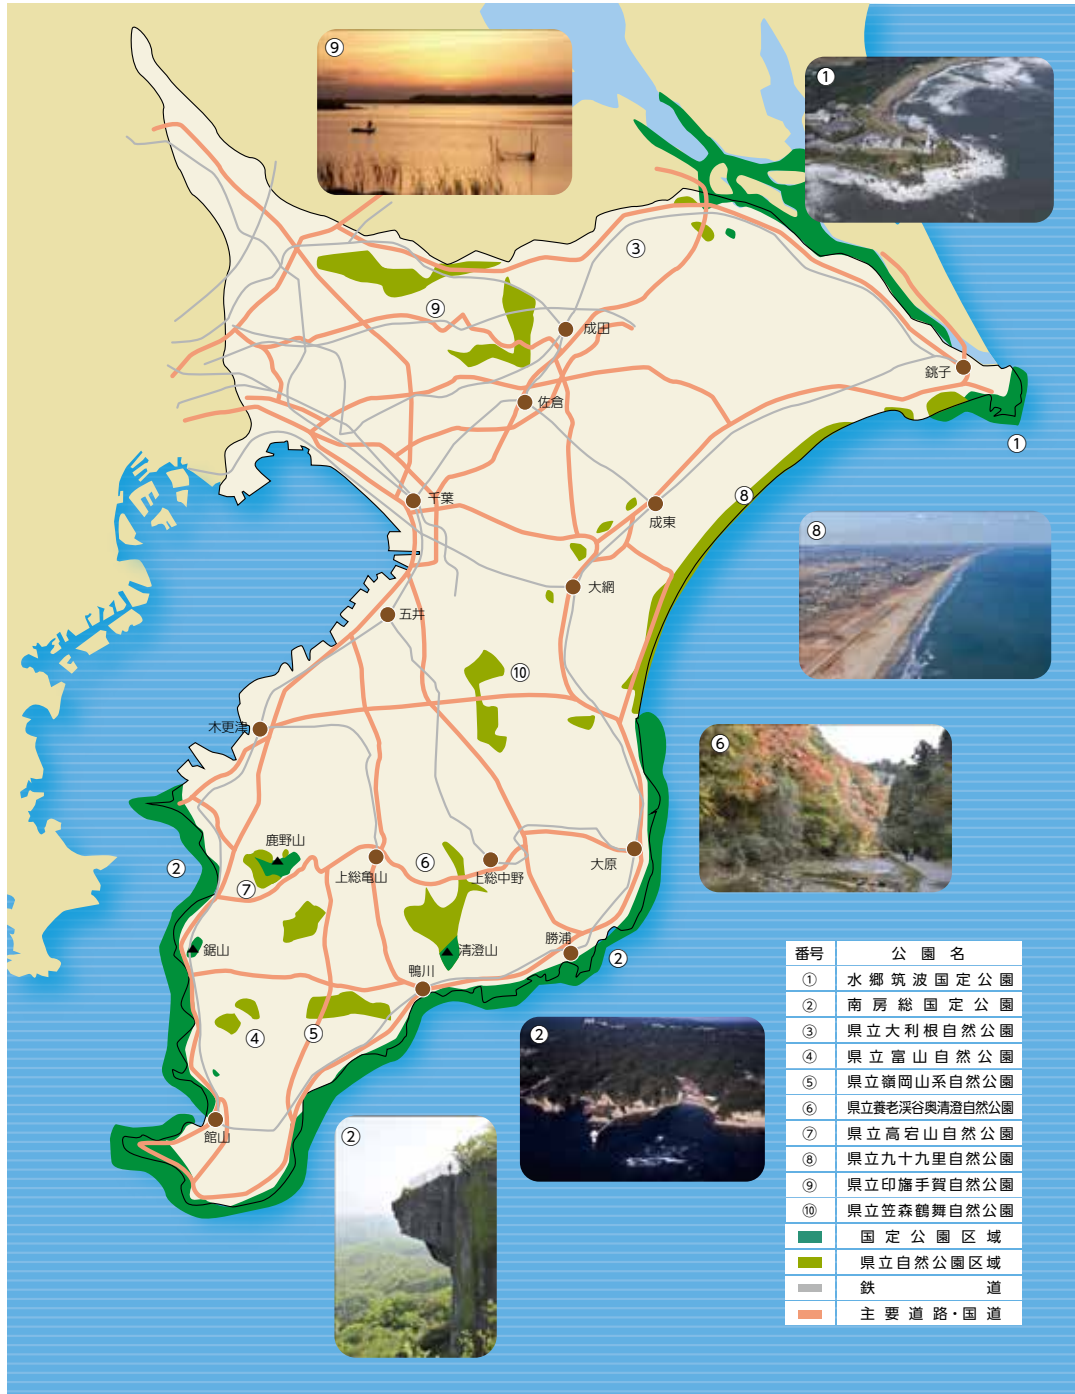 ⑨
①
③
⑨
成田
銚子
佐倉
①
千葉
⑧
成東
⑧
大網
五井
⑩
木更津
⑥
鹿野山
②
⑥
大原
⑦
上総亀山
上総中野
鋸山
清澄山
勝浦
②
鴨川
④
⑤
②
②
館山
番号 公園名
① 水郷筑波国定公園
② 南房総国定公園
③ 県立大利根自然公園
④ 県立富山自然公園
⑤ 県立嶺岡山系自然公園
⑥ 県立養老渓谷奥清澄自然公園
⑦ 県立高宕山自然公園
⑧ 県立九十九里自然公園
⑨ 県立印旛手賀自然公園
⑩ 県立笠森鶴舞自然公園
国定公園区域
県立自然公園区域
鉄道
主要道路・国道